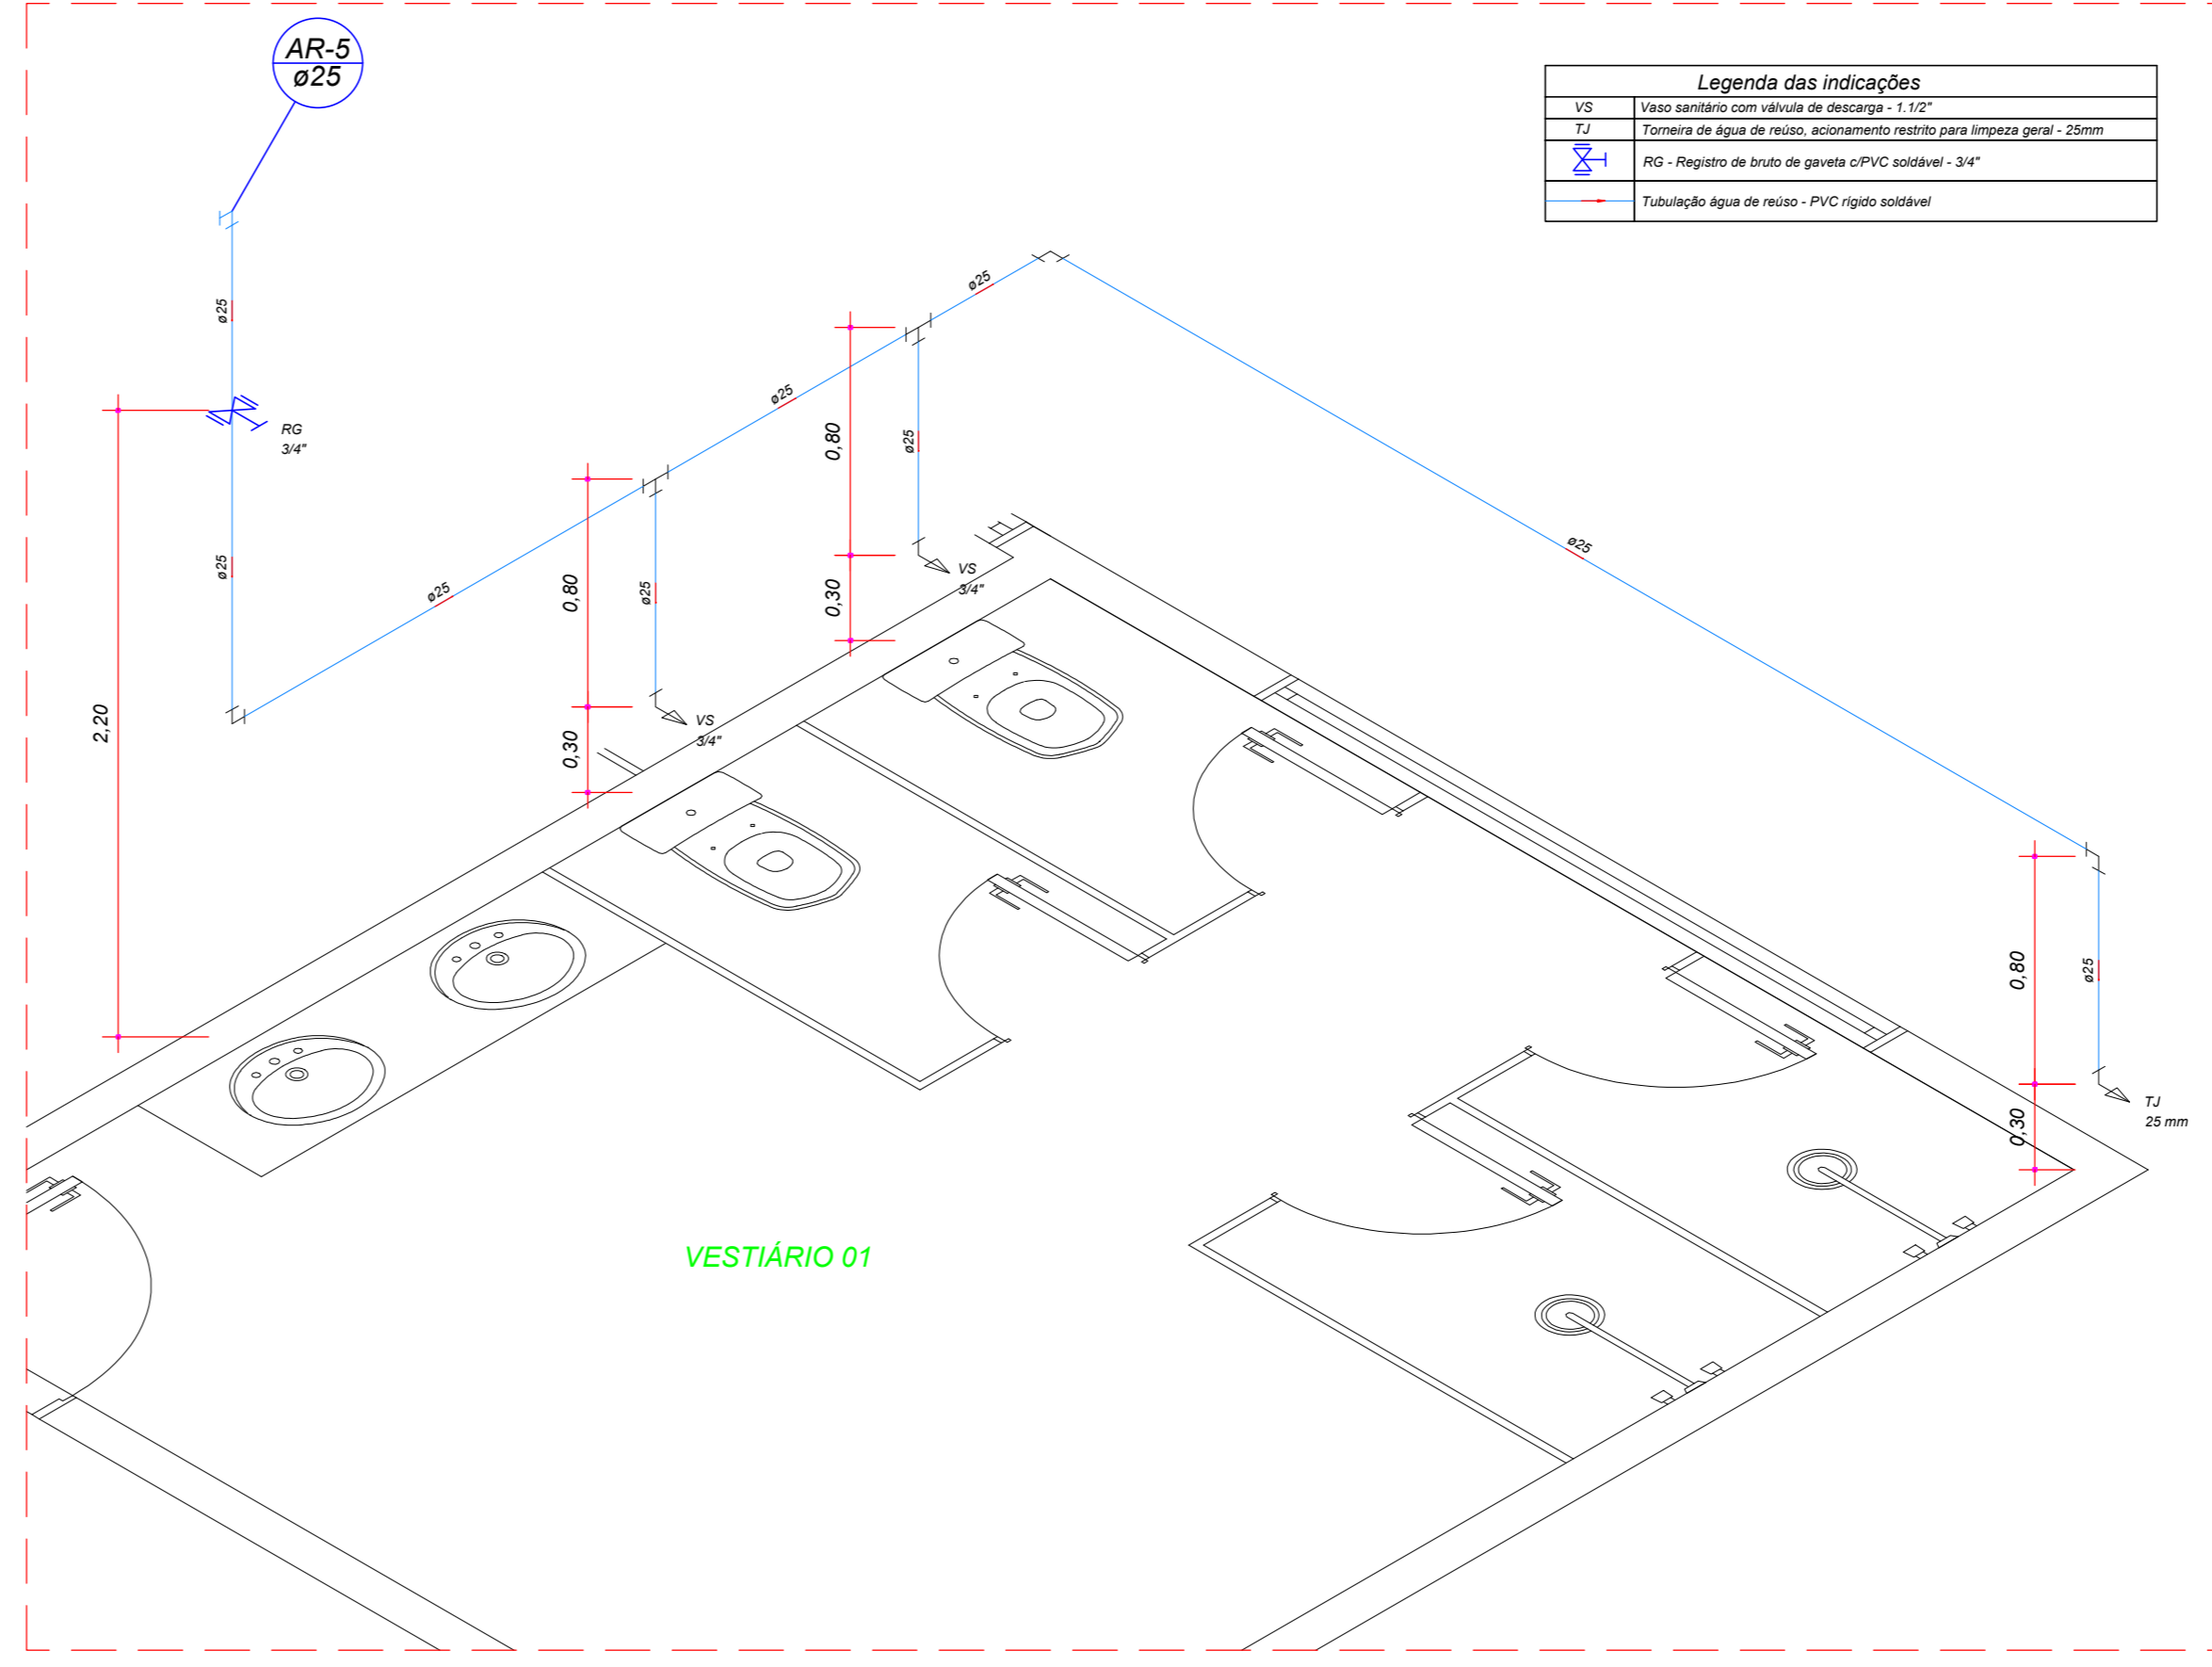 AR-5
ø25
Legenda das indicações
VS Vaso sanitário com válvula de descarga - 1.1/2"
TJ Torneira de água de reúso, acionamento restrito para limpeza geral - 25mm
RG - Registro de bruto de gaveta c/PVC soldável - 3/4"
Tubulação água de reúso - PVC rígido soldável
ø25
ø25
ø25
0,80
ø25
RG
3/4"
ø25
ø25
VS
3/4"
0,30
0,80
ø25
ø25
ø25
2,20
VS
3/4"
0,30
0,80
ø25
TJ
25 mm
0,30
VESTIÁRIO 01